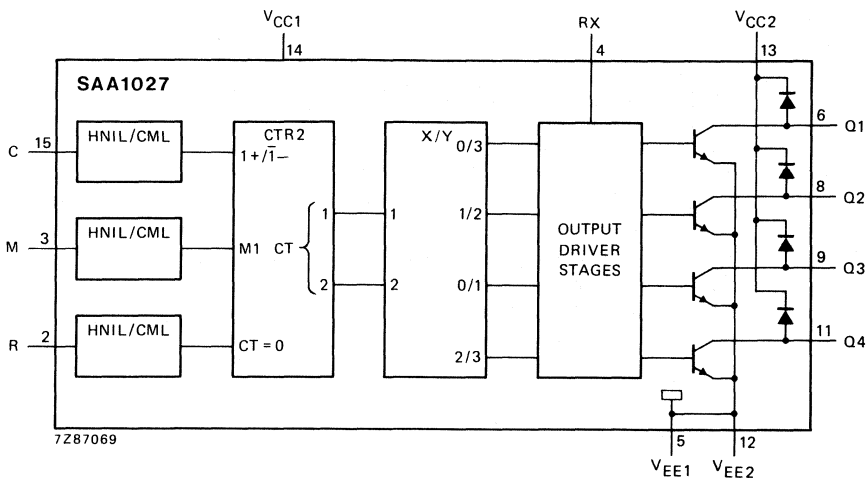 VCC1
RX
VCC2
14
4
13
SAA1027
C
15
HNIL/CML
CTR2
1+/1̅−
X/Y
0/3
6
Q1
1
1
1/2
8
Q2
M
3
HNIL/CML
M1
CT
OUTPUT
DRIVER
STAGES
9
Q3
2
2
0/1
R
2
HNIL/CML
CT=0
2/3
11
Q4
7Z87069
5
12
VEE1
VEE2